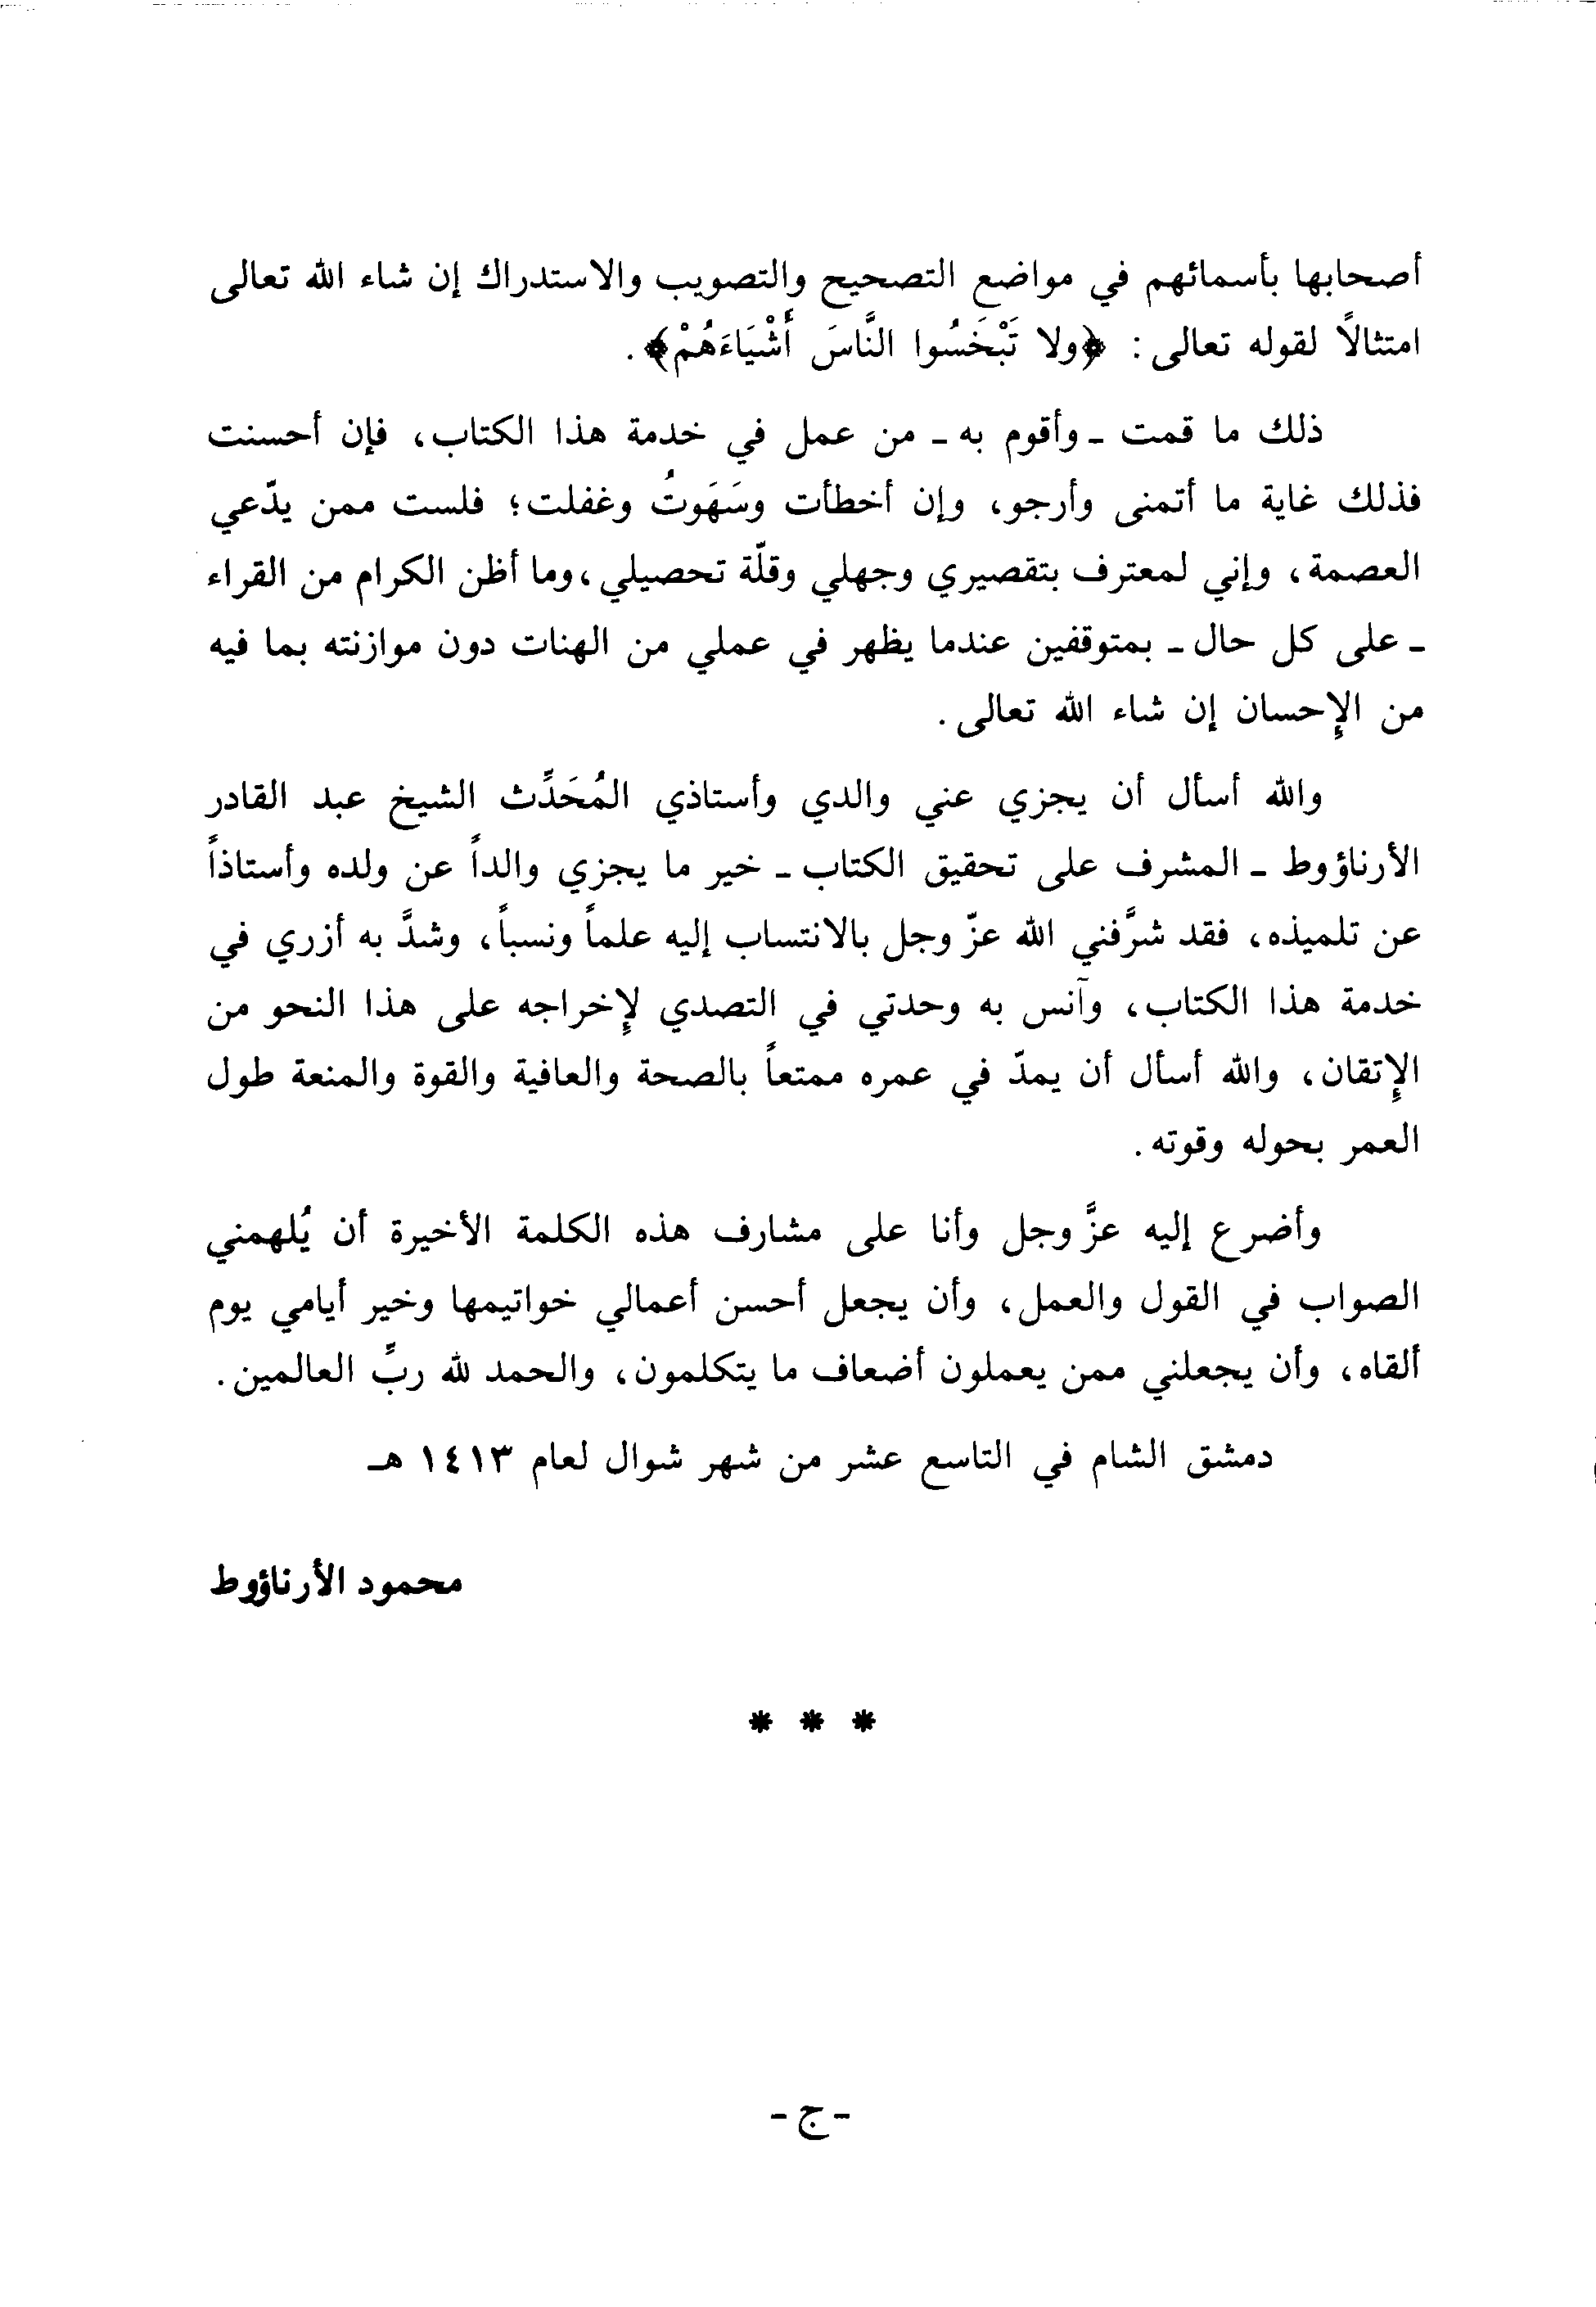 أصحابها بأسمائهم في مواضع التصحيح والتصويب والاستدراك إن شاء الله تعالى
امتثالاً لقوله تعالى : ﴿ولا تَبْخَسُوا النَّاسَ أَشْيَاءَهُمْ﴾ .
ذلك ما قمت - وأقوم به - من عمل في خدمة هذا الكتاب، فإن أحسنت
فذلك غاية ما أتمنى وأرجو، وإن أخطأت وسَهَوتُ وغفلت؛ فلست ممن يدّعي
العصمة، وإني لمعترف بتقصيري وجهلي وقلّة تحصيلي، وما أظن الكرام من القراء
- على كل حال - بمتوقفين عندما يظهر في عملي من الهنات دون موازنته بما فيه
من الإحسان إن شاء الله تعالى.
والله أسأل أن يجزي عني والدي وأستاذي المُحَدِّث الشيخ عبد القادر
الأرناؤوط - المشرف على تحقيق الكتاب - خير ما يجزي والداً عن ولده وأستاذاً
عن تلميذه، فقد شرَّفني الله عزّ وجل بالانتساب إليه علماً ونسباً، وشدَّ به أزري في
خدمة هذا الكتاب، وآنس به وحدتي في التصدي لإخراجه على هذا النحو من
الإتقان، والله أسأل أن يمدّ في عمره ممتعاً بالصحة والعافية والقوة والمنعة طول
العمر بحوله وقوته.
وأضرع إليه عزَّ وجل وأنا على مشارف هذه الكلمة الأخيرة أن يُلهمني
الصواب في القول والعمل، وأن يجعل أحسن أعمالي خواتيمها وخير أيامي يوم
ألقاه، وأن يجعلني ممن يعملون أضعاف ما يتكلمون، والحمد لله ربِّ العالمين.
دمشق الشام في التاسع عشر من شهر شوال لعام ١٤١٣ هـ
محمود الأرناؤوط
* * *
- ج -